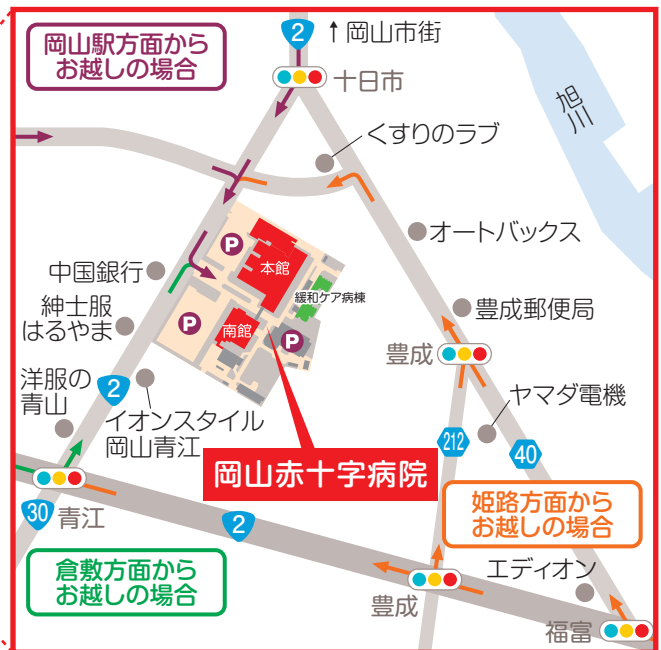 岡山駅方面から
お越しの場合
2
↑岡山市街
十日市
旭川
くすりのラブ
オートバックス
P
本館
中国銀行
緩和ケア病棟
紳士服
はるやま
P
南館
P
豊成郵便局
豊成
洋服の
青山
2
イオンスタイル
岡山青江
ヤマダ電機
212
40
岡山赤十字病院
30
青江
2
姫路方面から
お越しの場合
倉敷方面から
お越しの場合
豊成
エディオン
福富